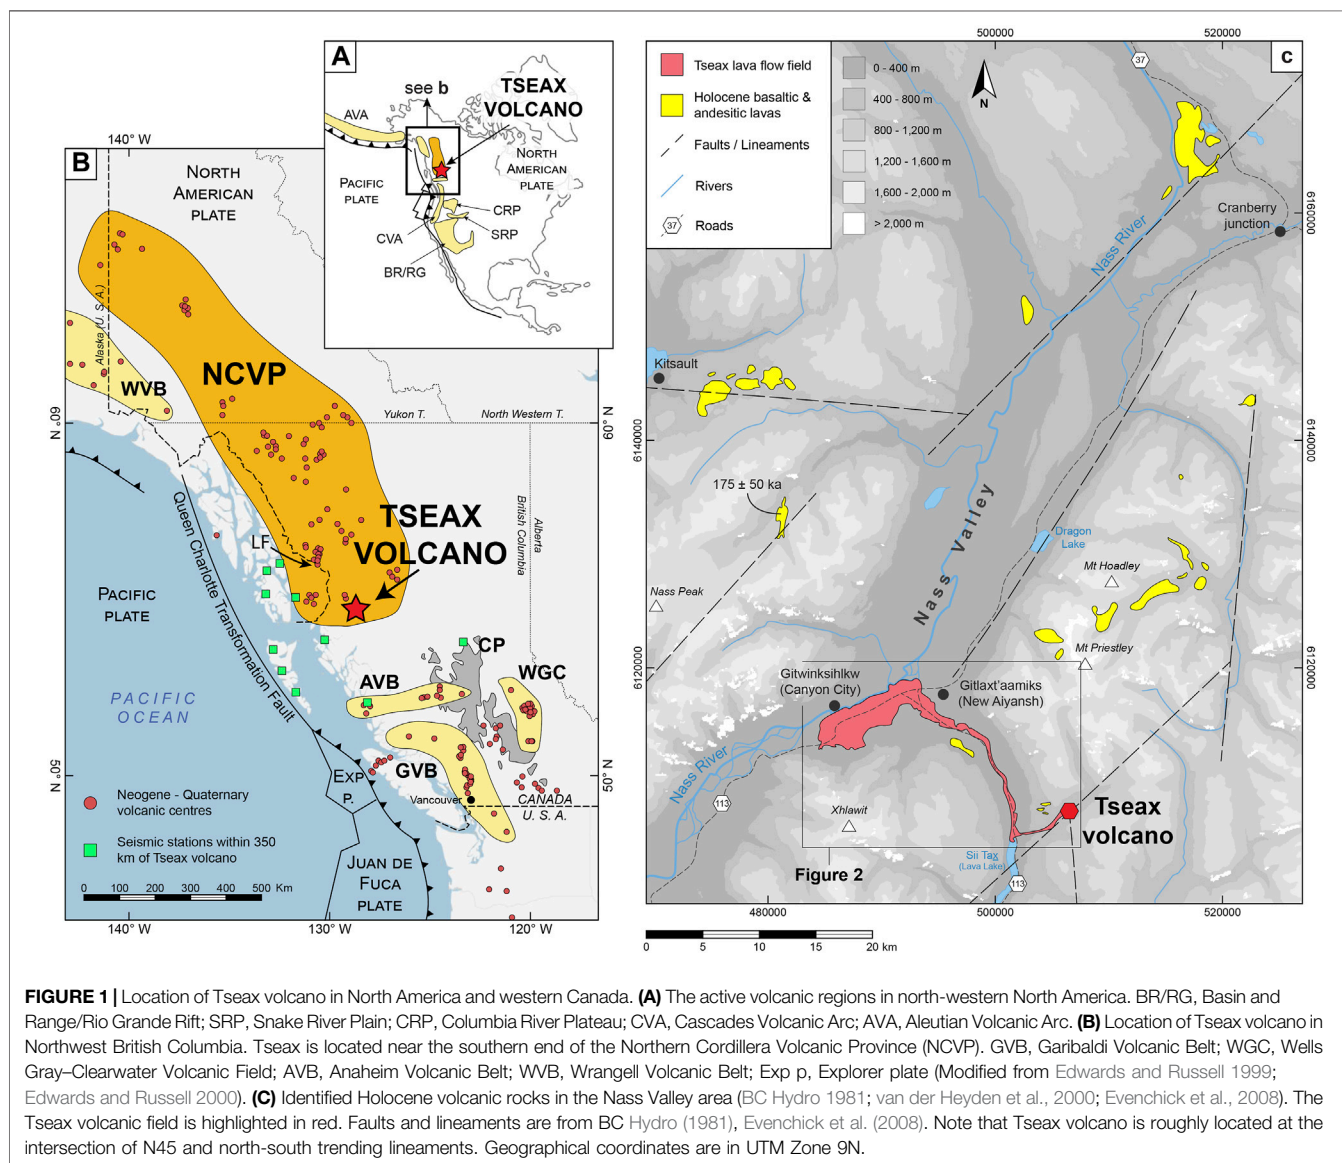 A
see b
TSEAX
VOLCANO
AVA
NORTH
AMERICAN
PLATE
PACIFIC
PLATE
CRP
SRP
CVA
BR/RG
140° W
B
NORTH
AMERICAN
PLATE
Alaska (U.S.A.)
NCVP
WVB
60° N
Yukon T.
North Western T.
60° N
TSEAX
VOLCANO
LF
Queen Charlotte Transformation Fault
British Columbia
Alberta
PACIFIC
PLATE
PACIFIC
OCEAN
CP
WGC
AVB
GVB
50° N
50° N
EXP
P.
Vancouver
CANADA
U. S. A.
JUAN DE
FUCA
PLATE
Neogene - Quaternary
volcanic centres
Seismic stations within 350
km of Tseax volcano
0 100 200 300 400 500 Km
140° W
130° W
120° W
500000
520000
c
Tseax lava flow field
Holocene basaltic &
andesitic lavas
Faults / Lineaments
Rivers
37
Roads
0 - 400 m
400 - 800 m
800 - 1,200 m
1,200 - 1,600 m
1,600 - 2,000 m
> 2,000 m
N
37
Nass River
Cranberry
junction
6160000
Kitsault
6140000
6140000
175 ± 50 ka
Nass Valley
Dragon
Lake
Mt Hoadley
Nass Peak
Mt Priestley
6120000
6120000
Gitwinksihlkw
(Canyon City)
Gitlaxt'aamiks
(New Aiyansh)
Nass River
113
Xhlawit
Tseax
volcano
Sii Tax
(Lava Lake)
113
Figure 2
480000
500000
520000
0 5 10 15 20 km
FIGURE 1 | Location of Tseax volcano in North America and western Canada. (A) The active volcanic regions in north-western North America. BR/RG, Basin and
Range/Rio Grande Rift; SRP, Snake River Plain; CRP, Columbia River Plateau; CVA, Cascades Volcanic Arc; AVA, Aleutian Volcanic Arc. (B) Location of Tseax volcano in
Northwest British Columbia. Tseax is located near the southern end of the Northern Cordillera Volcanic Province (NCVP). GVB, Garibaldi Volcanic Belt; WGC, Wells
Gray–Clearwater Volcanic Field; AVB, Anaheim Volcanic Belt; WVB, Wrangell Volcanic Belt; Exp p, Explorer plate (Modified from Edwards and Russell 1999;
Edwards and Russell 2000). (C) Identified Holocene volcanic rocks in the Nass Valley area (BC Hydro 1981; van der Heyden et al., 2000; Evenchick et al., 2008). The
Tseax volcanic field is highlighted in red. Faults and lineaments are from BC Hydro (1981), Evenchick et al. (2008). Note that Tseax volcano is roughly located at the
intersection of N45 and north-south trending lineaments. Geographical coordinates are in UTM Zone 9N.